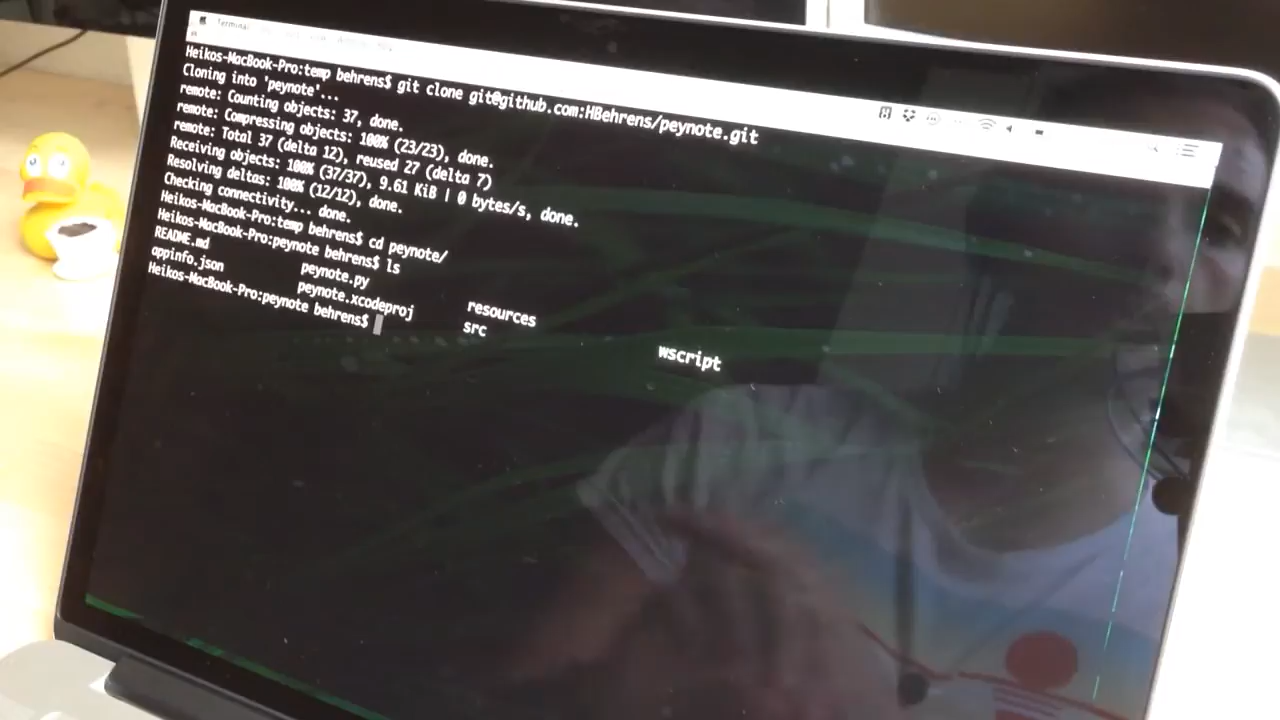 Terminal
Heikos-MacBook-Pro:temp behrens$ git clone git@github.com:HBehrens/peynote.git
Cloning into 'peynote'...
remote: Counting objects: 37, done.
remote: Compressing objects: 100% (23/23), done.
remote: Total 37 (delta 12), reused 27 (delta 7)
Receiving objects: 100% (37/37), 9.61 KiB | 0 bytes/s, done.
Resolving deltas: 100% (12/12), done.
Checking connectivity... done.
Heikos-MacBook-Pro:temp behrens$ cd peynote/
Heikos-MacBook-Pro:peynote behrens$ ls
README.md peynote.py resources wscript
appinfo.json peynote.xcodeproj src
Heikos-MacBook-Pro:peynote behrens$